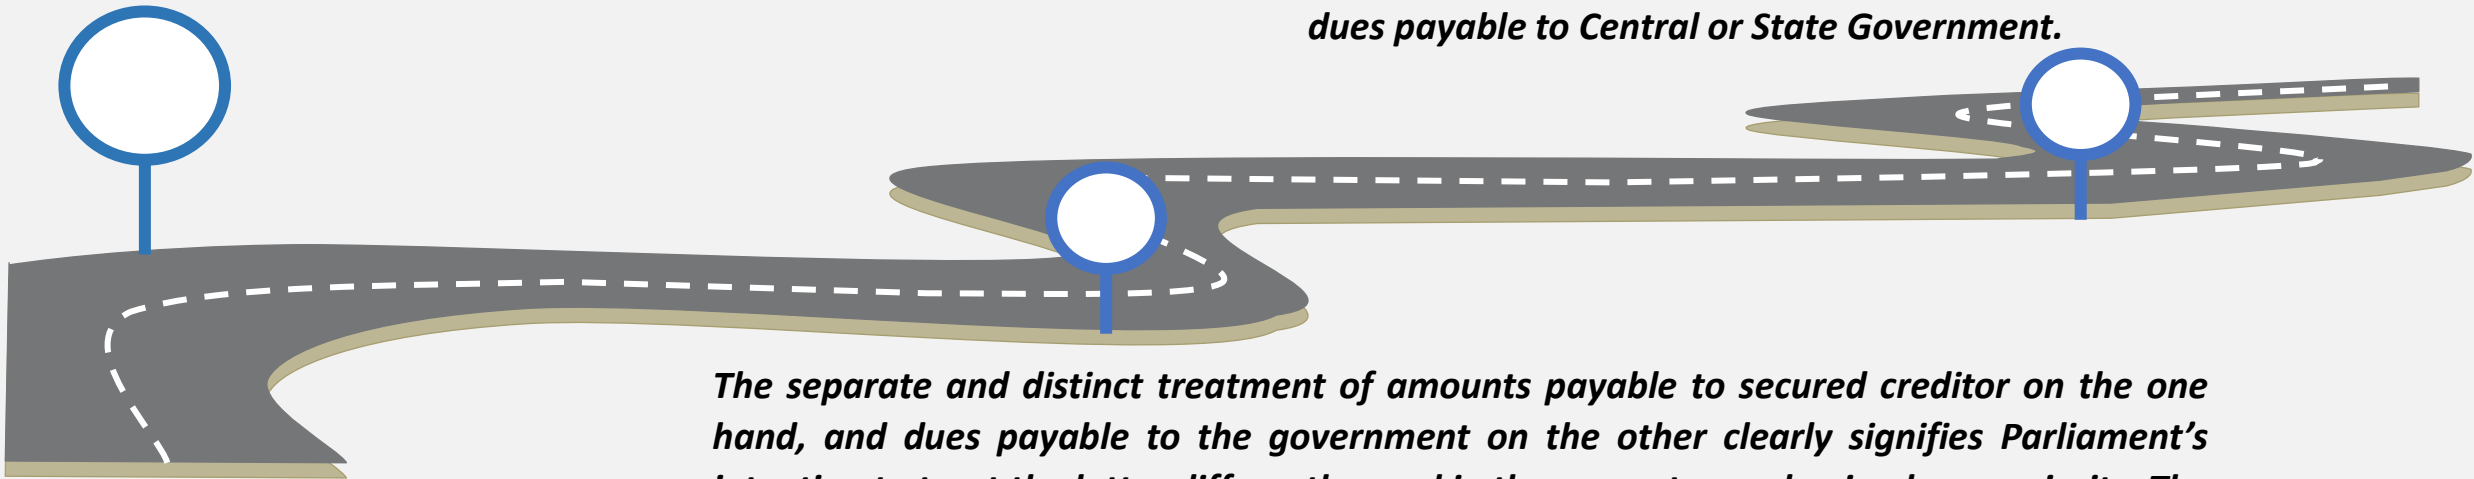 dues payable to Central or State Government.
The separate and distinct treatment of amounts payable to secured creditor on the one
hand, and dues payable to the government on the other clearly signifies Parliament’s